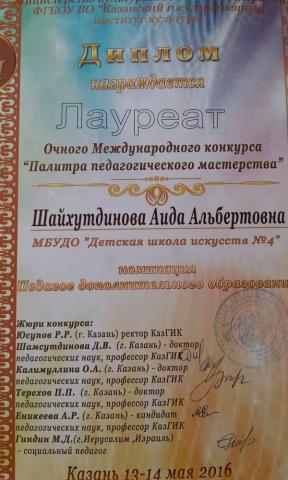 ФГБОУ ВО "Казанский государственный
институт культуры"
Диплом
награждается
Лауреат
Очного Международного конкурса
“Палитра педагогического мастерства”
Шайхутдинова Аида Альбертовна
МБУДО "Детская школа искусств №4"
номинация
Педагог дополнительного образования
Жюри конкурса:
Юсупов Р.Р. (г. Казань) ректор КазГИК
Шамсутдинова Д.В. (г. Казань) - доктор
педагогических наук, профессор КазГИК
Калимуллина О.А. (г. Казань) - доктор
педагогических наук, профессор КазГИК
Терехов П.П. (г. Казань) - доктор
педагогических наук, профессор КазГИК
Еникеева А.Р. (г. Казань) - кандидат
педагогических наук, профессор КазГИК
Гиндин М.Д.(г.Иерусалим ,Израиль)
- социальный педагог
Казань 13-14 мая 2016